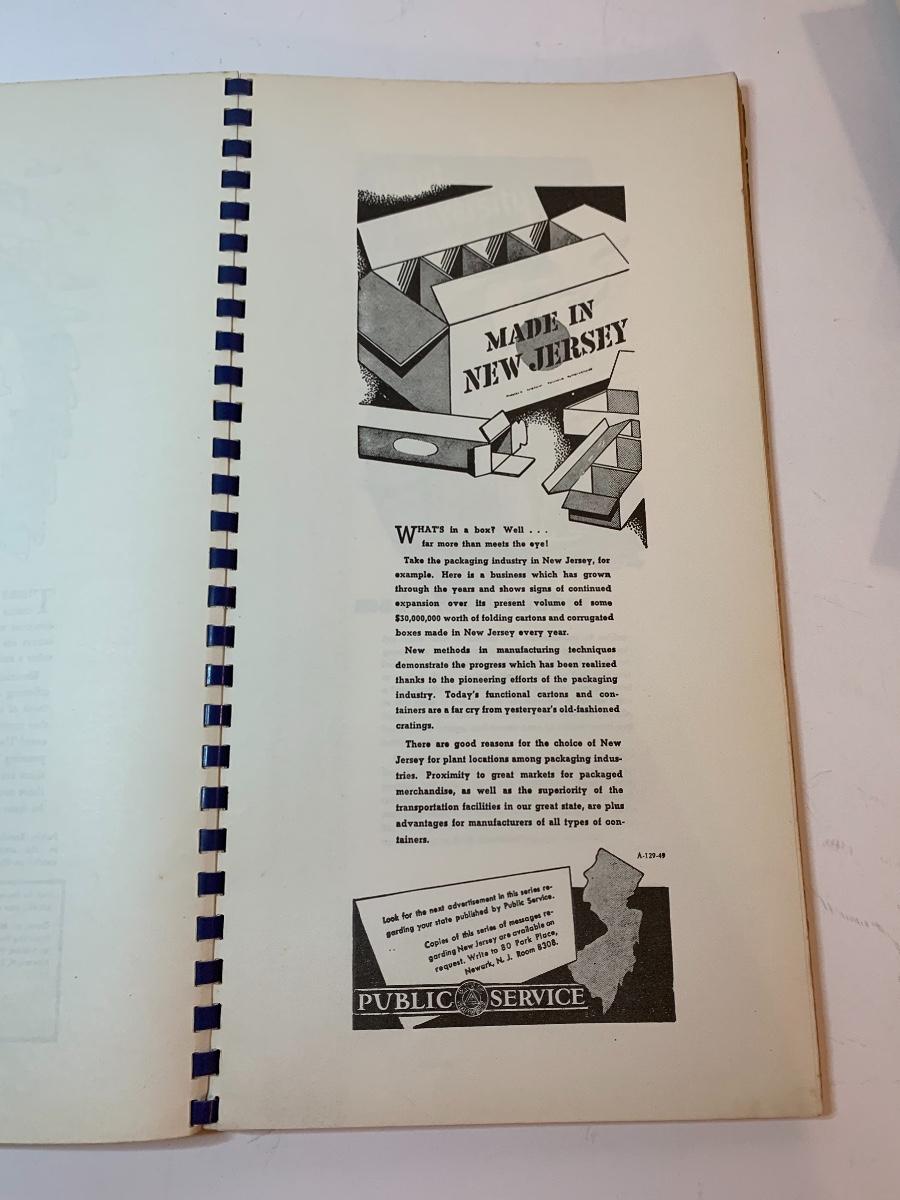 MADE IN
NEW JERSEY
WHAT'S in a box? Well . . .
far more than meets the eye!
Take the packaging industry in New Jersey, for
example. Here is a business which has grown
through the years and shows signs of continued
expansion over its present volume of some
$30,000,000 worth of folding cartons and corrugated
boxes made in New Jersey every year.
New methods in manufacturing techniques
demonstrate the progress which has been realized
thanks to the pioneering efforts of the packaging
industry. Today's functional cartons and con-
tainers are a far cry from yesteryear's old-fashioned
cratings.
There are good reasons for the choice of New
Jersey for plant locations among packaging indus-
tries. Proximity to great markets for packaged
merchandise, as well as the superiority of the
transportation facilities in our great state, are plus
advantages for manufacturers of all types of con-
tainers.
A-129-49
Look for the next advertisement in this series re-
garding your state published by Public Service.
Copies of this series of messages re-
garding New Jersey are available on
request. Write to 80 Park Place,
Newark, N. J. Room 8308.
PUBLIC SERVICE